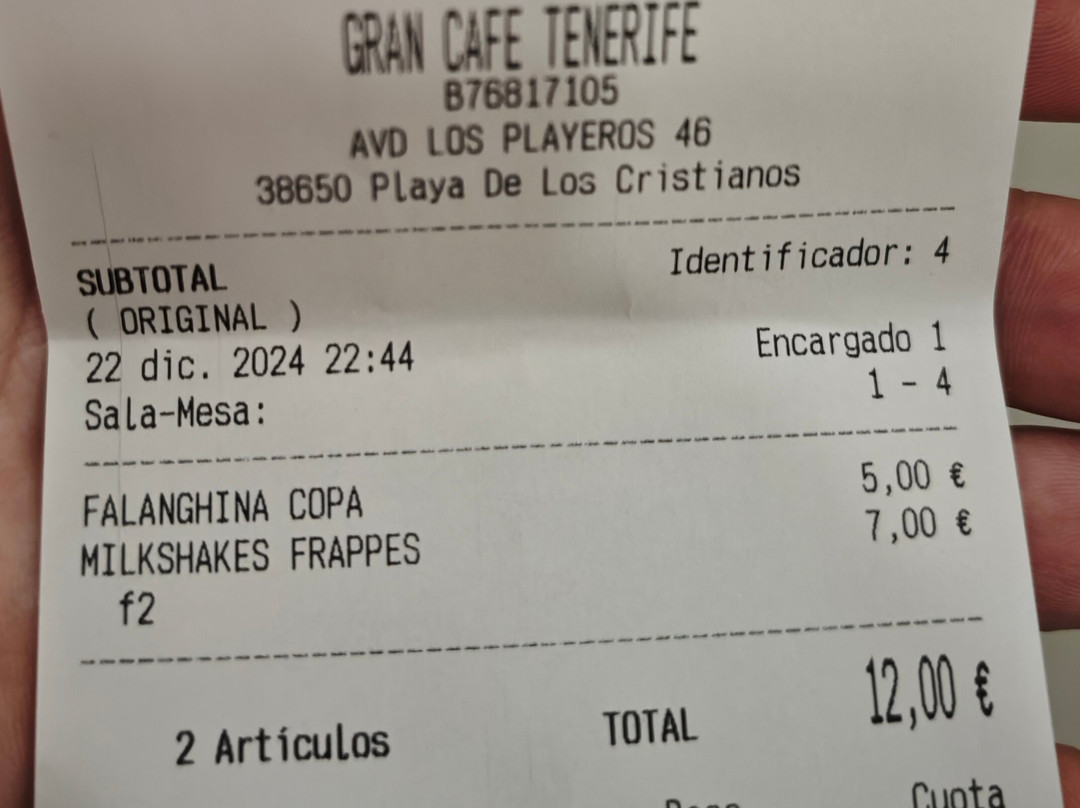 GRAN CAFE TENERIFE
B76817105
AVD LOS PLAYEROS 46
38650 Playa De Los Cristianos
SUBTOTAL Identificador: 4
( ORIGINAL )
22 dic. 2024 22:44 Encargado 1
Sala-Mesa: 1 - 4
FALANGHINA COPA 5,00 €
MILKSHAKES FRAPPES 7,00 €
f2
2 Artículos TOTAL 12,00 €
Cuota